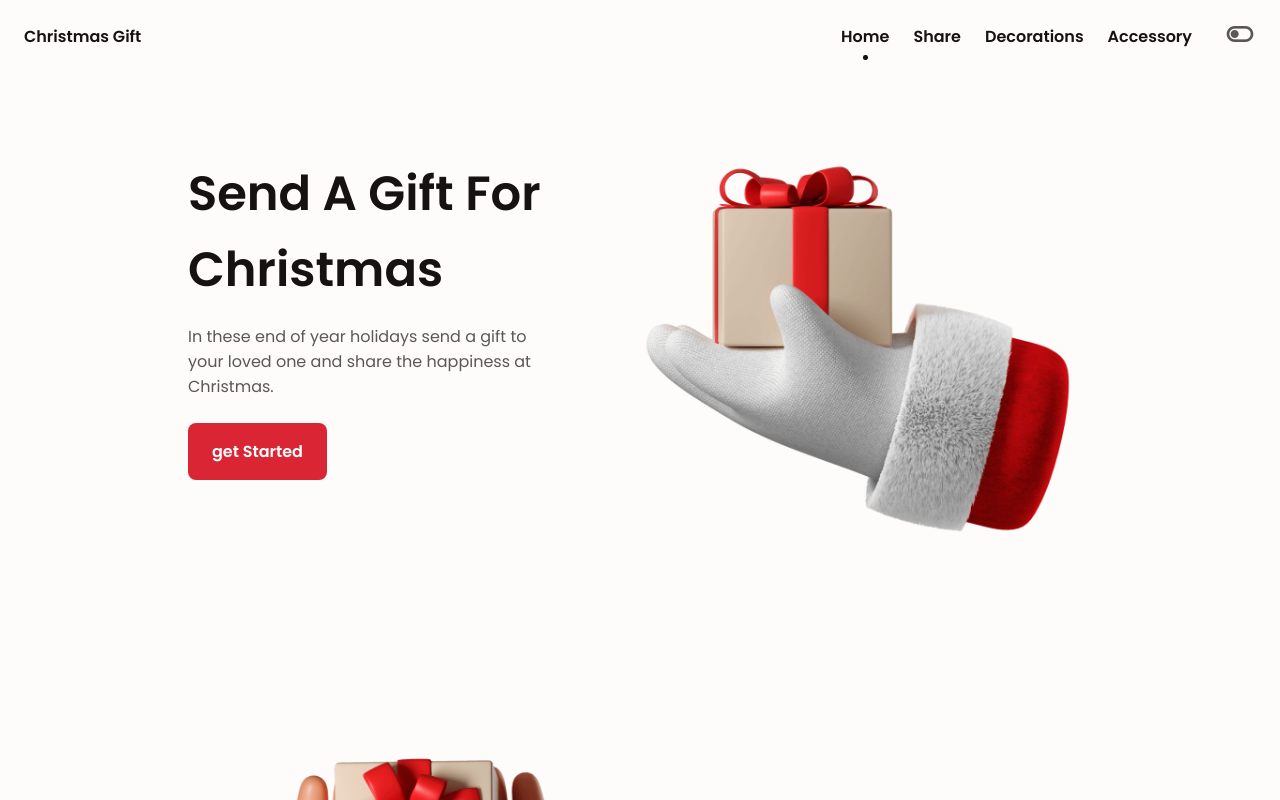 Christmas Gift
Home
Share
Decorations
Accessory
Send A Gift For
Christmas
In these end of year holidays send a gift to
your loved one and share the happiness at
Christmas.
get Started